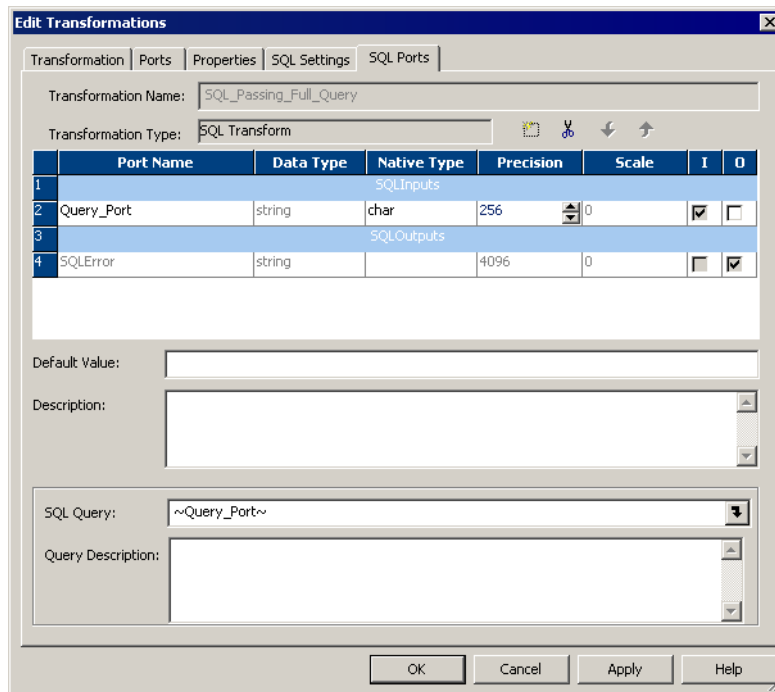 Edit Transformations
Transformation Ports Properties SQL Settings SQL Ports
Transformation Name: SQL_Passing_Full_Query
Transformation Type: SQL Transform
Port Name Data Type Native Type Precision Scale I O
1 SQLInputs
2 Query_Port string char 256 0
3 SQLOutputs
4 SQLError string 4096 0
Default Value:
Description:
SQL Query: ~Query_Port~
Query Description:
OK Cancel Apply Help